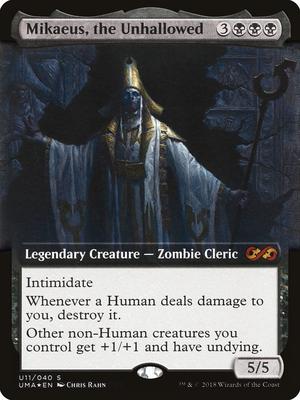 Mikaeus, the Unhallowed 3
Legendary Creature — Zombie Cleric
Intimidate
Whenever a Human deals damage to
you, destroy it.
Other non-Human creatures you
control get +1/+1 and have undying.
5/5
U11/040 S
UMA ★ EN Chris Rahn
™ & © 2018 Wizards of the Coast